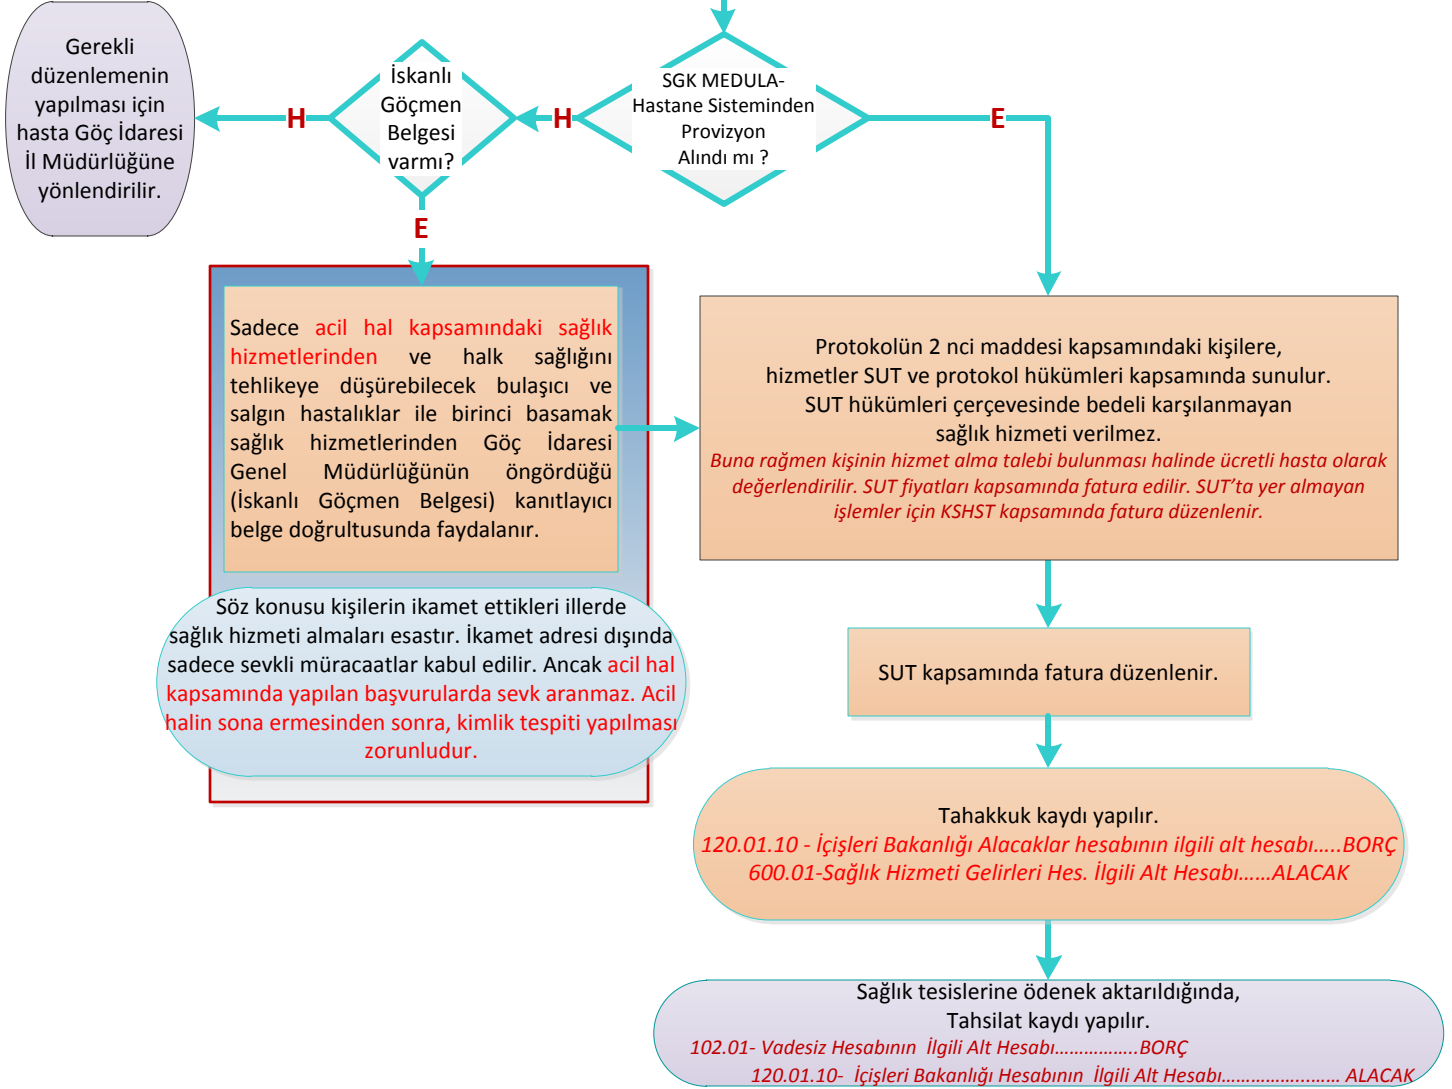 Gerekli
düzenlemenin
yapılması için
hasta Göç İdaresi
İl Müdürlüğüne
yönlendirilir.
H
İskanlı
Göçmen
Belgesi
varmı?
H
SGK MEDULA-
Hastane Sisteminden
Provizyon
Alındı mı ?
E
E
Sadece acil hal kapsamındaki sağlık
hizmetlerinden ve halk sağlığını
tehlikeye düşürebilecek bulaşıcı ve
salgın hastalıklar ile birinci basamak
sağlık hizmetlerinden Göç İdaresi
Genel Müdürlüğünün öngördüğü
(İskanlı Göçmen Belgesi) kanıtlayıcı
belge doğrultusunda faydalanır.
Söz konusu kişilerin ikamet ettikleri illerde
sağlık hizmeti almaları esastır. İkamet adresi dışında
sadece sevkli müracaatlar kabul edilir. Ancak acil hal
kapsamında yapılan başvurularda sevk aranmaz. Acil
halin sona ermesinden sonra, kimlik tespiti yapılması
zorunludur.
Protokolün 2 nci maddesi kapsamındaki kişilere,
hizmetler SUT ve protokol hükümleri kapsamında sunulur.
SUT hükümleri çerçevesinde bedeli karşılanmayan
sağlık hizmeti verilmez.
Buna rağmen kişinin hizmet alma talebi bulunması halinde ücretli hasta olarak
değerlendirilir. SUT fiyatları kapsamında fatura edilir. SUT’ta yer almayan
işlemler için KSHST kapsamında fatura düzenlenir.
SUT kapsamında fatura düzenlenir.
Tahakkuk kaydı yapılır.
120.01.10 - İçişleri Bakanlığı Alacaklar hesabının ilgili alt hesabı…..BORÇ
600.01-Sağlık Hizmeti Gelirleri Hes. İlgili Alt Hesabı……ALACAK
Sağlık tesislerine ödenek aktarıldığında,
Tahsilat kaydı yapılır.
102.01- Vadesiz Hesabının İlgili Alt Hesabı……………..BORÇ
120.01.10- İçişleri Bakanlığı Hesabının İlgili Alt Hesabı…………………… ALACAK